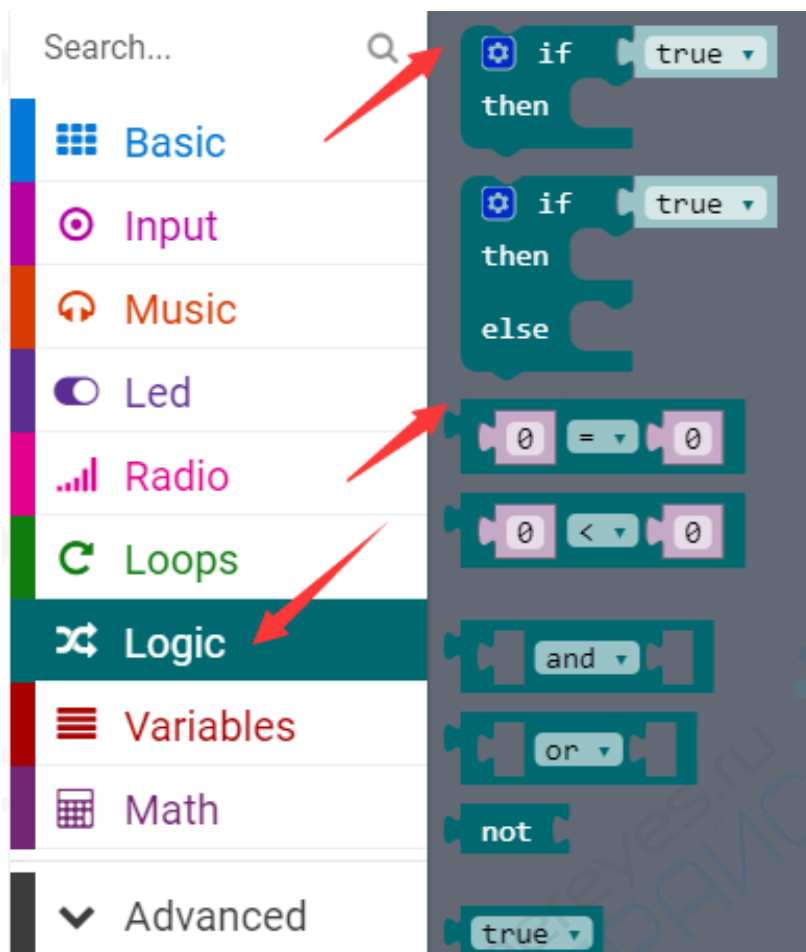 Search...
Basic
Input
Music
Led
Radio
Loops
Logic
Variables
Math
Advanced
if true
then
if true
then
else
0 = 0
0 < 0
and
or
not
true